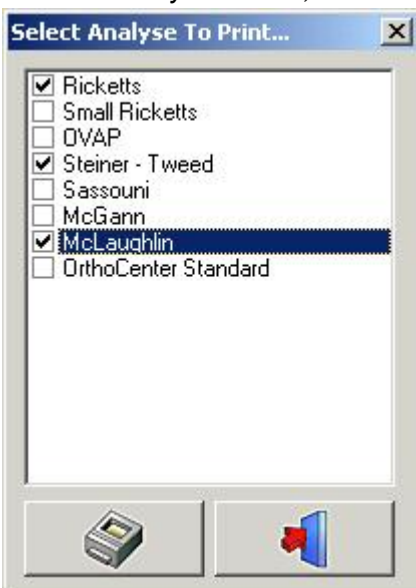 Select Analyse To Print...
Ricketts
Small Ricketts
OVAP
Steiner - Tweed
Sassouni
McGann
McLaughlin
OrthoCenter Standard